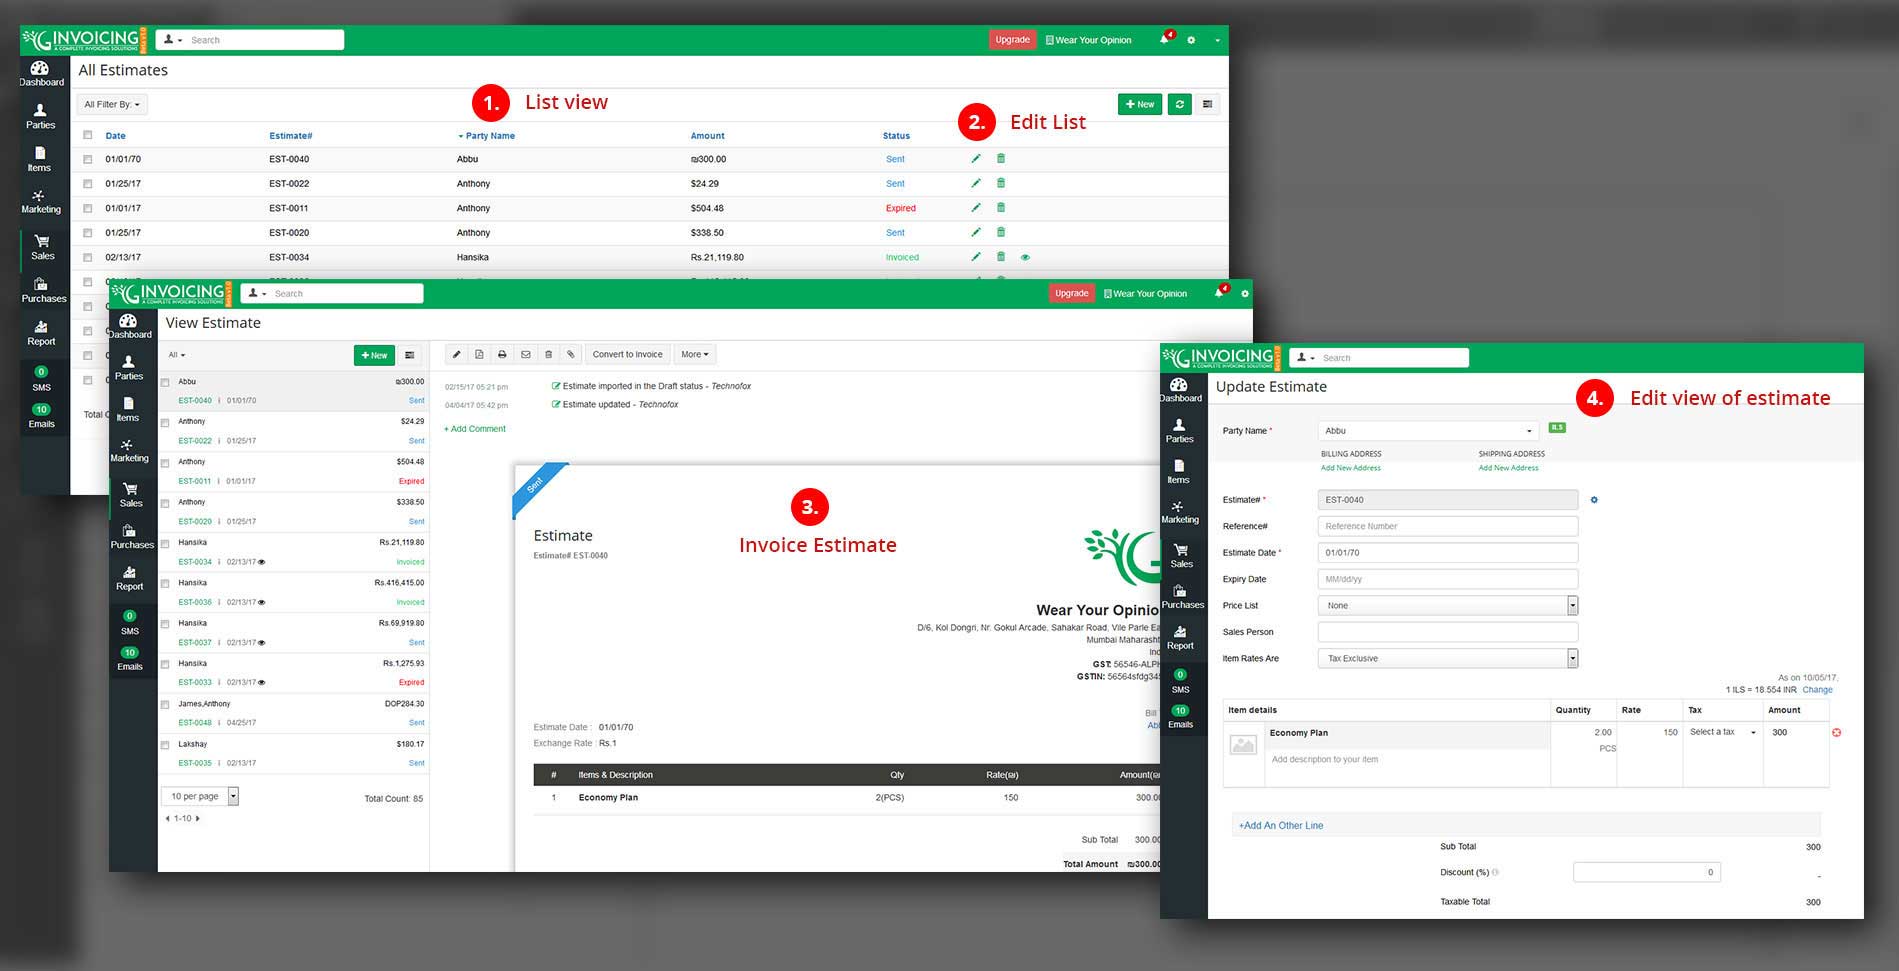 GINVOICING
A COMPLETE INVOICING SOLUTIONS
Beta v1.0
Search
Upgrade
Wear Your Opinion
4
Dashboard
Parties
Items
Marketing
Sales
Purchases
Report
0
SMS
10
Emails
All Estimates
1. List view
2. Edit List
All Filter By:
+ New
Date Estimate# Party Name Amount Status
01/01/70 EST-0040 Abbu ₪300.00 Sent
01/25/17 EST-0022 Anthony $24.29 Sent
01/01/17 EST-0011 Anthony $504.48 Expired
01/25/17 EST-0020 Anthony $338.50 Sent
02/13/17 EST-0034 Hansika Rs.21,119.80 Invoiced
Total
GINVOICING
A COMPLETE INVOICING SOLUTIONS
Beta v1.0
Search
Upgrade
Wear Your Opinion
4
Dashboard
Parties
Items
Marketing
Sales
Purchases
Report
0
SMS
10
Emails
View Estimate
All
+ New
Abbu ₪300.00
EST-0040 | 01/01/70 Sent
Anthony $24.29
EST-0022 | 01/25/17 Sent
Anthony $504.48
EST-0011 | 01/01/17 Expired
Anthony $338.50
EST-0020 | 01/25/17 Sent
Hansika Rs.21,119.80
EST-0034 | 02/13/17 Invoiced
Hansika Rs.416,415.00
EST-0036 | 02/13/17 Invoiced
Hansika Rs.69,919.80
EST-0037 | 02/13/17 Sent
Hansika Rs.1,275.93
EST-0033 | 02/13/17 Expired
James,Anthony DOP284.30
EST-0048 | 04/25/17 Sent
Lakshay $180.17
EST-0035 | 02/13/17 Sent
10 per page
Total Count: 85
1-10
Convert to Invoice
More
02/15/17 05:21 pm Estimate imported in the Draft status - Technofox
04/04/17 05:42 pm Estimate updated - Technofox
+ Add Comment
Sent
3.
Invoice Estimate
Estimate
Estimate# EST-0040
Wear Your Opinio
D/6, Kol Dongri, Nr. Gokul Arcade, Sahakar Road, Vile Parle Ea
Mumbai Maharasht
Ind
GST: 56546-ALPH
GSTIN: 56564sfdg345
Bill
Abb
Estimate Date : 01/01/70
Exchange Rate : Rs.1
# Items & Description Qty Rate(₪) Amount(₪
1 Economy Plan 2(PCS) 150 300.00
Sub Total 300.00
Total Amount ₪300.00
GINVOICING
A COMPLETE INVOICING SOLUTIONS
Beta v1.0
Search
Dashboard
Parties
Items
Marketing
Sales
Purchases
Report
0
SMS
10
Emails
Update Estimate
4. Edit view of estimate
Party Name * Abbu ILS
BILLING ADDRESS SHIPPING ADDRESS
Add New Address Add New Address
Estimate# * EST-0040
Reference# Reference Number
Estimate Date * 01/01/70
Expiry Date MM/dd/yy
Price List None
Sales Person
Item Rates Are Tax Exclusive
As on 10/05/17,
1 ILS = 18.554 INR Change
Item details Quantity Rate Tax Amount
Economy Plan 2.00 150 Select a tax 300
PCS
Add description to your item
+Add An Other Line
Sub Total 300
Discount (%) 0 -
Taxable Total 300